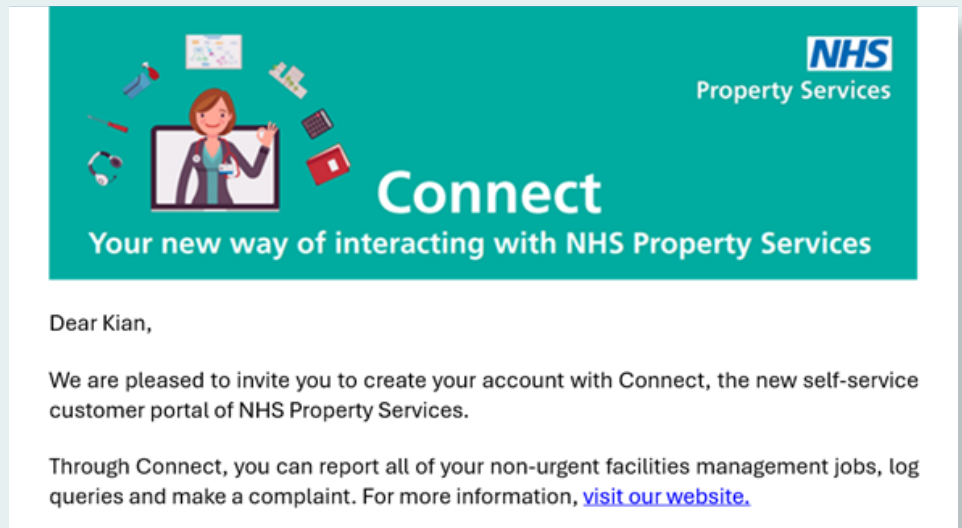 NHS
Property Services
Connect
Your new way of interacting with NHS Property Services
Dear Kian,
We are pleased to invite you to create your account with Connect, the new self-service
customer portal of NHS Property Services.
Through Connect, you can report all of your non-urgent facilities management jobs, log
queries and make a complaint. For more information, visit our website.